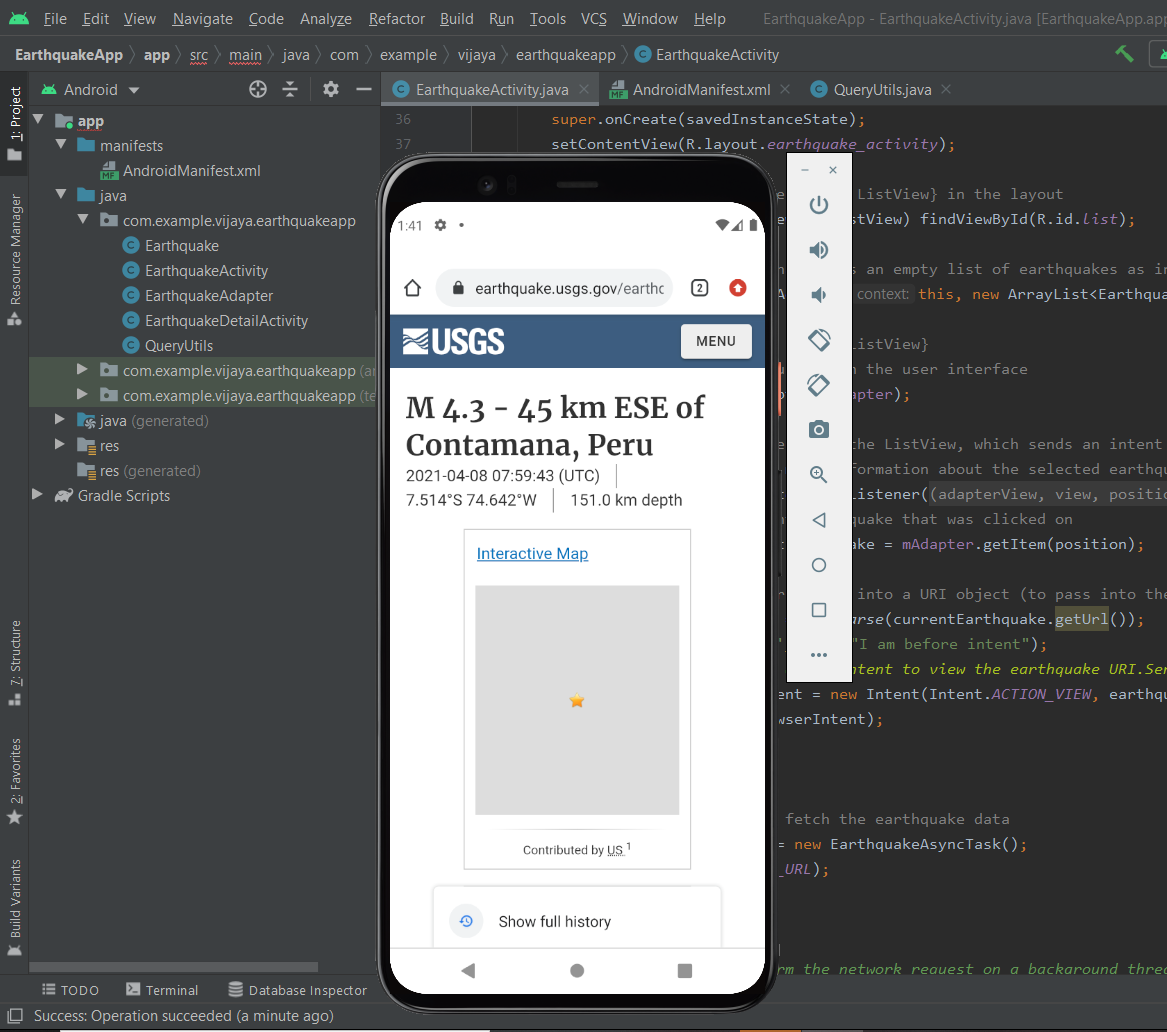 File Edit View Navigate Code Analyze Refactor Build Run Tools VCS Window Help EarthquakeApp - EarthquakeActivity.java [EarthquakeApp.app
EarthquakeApp app src main java com example vijaya earthquakeapp EarthquakeActivity
Android
EarthquakeActivity.java
AndroidManifest.xml
QueryUtils.java
1: Project
Resource Manager
7: Structure
2: Favorites
Build Variants
app
manifests
AndroidManifest.xml
java
com.example.vijaya.earthquakeapp
Earthquake
EarthquakeActivity
EarthquakeAdapter
EarthquakeDetailActivity
QueryUtils
com.example.vijaya.earthquakeapp (
com.example.vijaya.earthquakeapp (te
java (generated)
res
res (generated)
Gradle Scripts
36 super.onCreate(savedInstanceState);
37 setContentView(R.layout.earthquake_activity);
ListView} in the layout
stView) findViewById(R.id.list);
s an empty list of earthquakes as in
context: this, new ArrayList<Earthqua
ListView}
n the user interface
pter);
the ListView, which sends an intent
formation about the selected earthqu
Listener((adapterView, view, positio
quake that was clicked on
ake = mAdapter.getItem(position);
into a URI object (to pass into the
arse(currentEarthquake.getUrl());
"I am before intent");
ntent to view the earthquake URI.Sen
ent = new Intent(Intent.ACTION_VIEW, earthqu
wserIntent);
fetch the earthquake data
= new EarthquakeAsyncTask();
_URL);
rm the network request on a background threa
1:41
earthquake.usgs.gov/earthc
2
USGS
MENU
M 4.3 - 45 km ESE of
Contamana, Peru
2021-04-08 07:59:43 (UTC)
7.514°S 74.642°W 151.0 km depth
Interactive Map
Contributed by US 1
Show full history
TODO Terminal Database Inspector
Success: Operation succeeded (a minute ago)